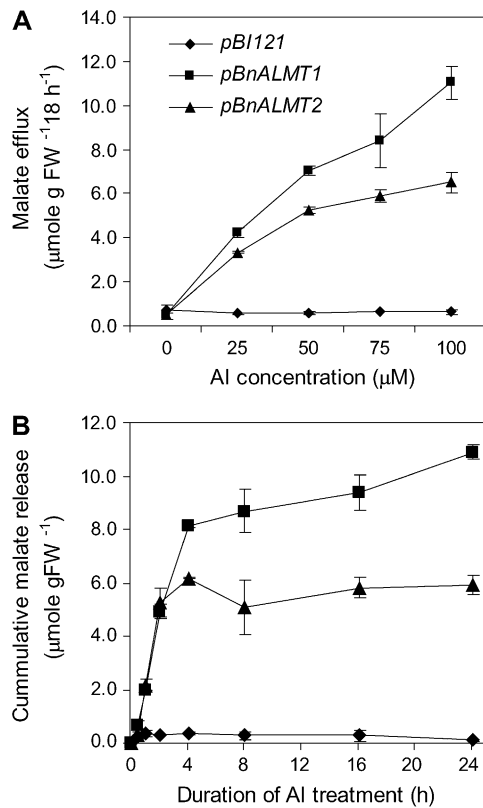 A
14.0
12.0
10.0
8.0
6.0
4.0
2.0
0.0
Malate efflux
(μmole g FW -1 18 h-1)
pBI121
pBnALMT1
pBnALMT2
0 25 50 75 100
Al concentration (μM)
B
12.0
10.0
8.0
6.0
4.0
2.0
0.0
Cummulative malate release
(μmole gFW -1)
0 4 8 12 16 20 24
Duration of Al treatment (h)